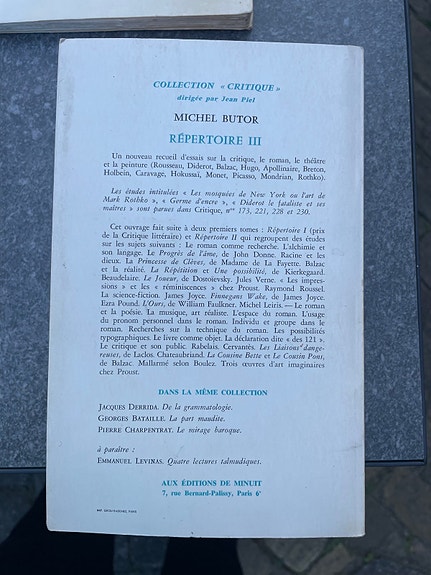 COLLECTION « CRITIQUE »
dirigée par Jean Piel
MICHEL BUTOR
RÉPERTOIRE III
Un nouveau recueil d'essais sur la critique, le roman, le théâtre
et la peinture (Rousseau, Diderot, Balzac, Hugo, Apollinaire, Breton,
Holbein, Caravage, Hokusaï, Monet, Picasso, Mondrian, Rothko).
Les études intitulées « Les mosquées de New York ou l'art de
Mark Rothko », « Germe d'encre », « Diderot le fataliste et ses
maîtres » sont parues dans Critique, nos 173, 221, 228 et 230.
Cet ouvrage fait suite à deux premiers tomes : Répertoire I (prix
de la Critique littéraire) et Répertoire II qui regroupent des études
sur les sujets suivants : Le roman comme recherche. L'alchimie et
son langage. Le Progrès de l'âme, de John Donne. Racine et les
dieux. La Princesse de Clèves, de Madame de La Fayette. Balzac
et la réalité. La Répétition et Une possibilité, de Kierkegaard.
Beaudelaire. Le Joueur, de Dostoïevsky. Jules Verne. « Les impres-
sions » et les « réminiscences » chez Proust. Raymond Roussel.
La science-fiction. James Joyce. Finnegans Wake, de James Joyce.
Ezra Pound. L'Ours, de William Faulkner. Michel Leiris. — Le roman
et la poésie. La musique, art réaliste. L'espace du roman. L'usage
du pronom personnel dans le roman. Individu et groupe dans le
roman. Recherches sur la technique du roman. Les possibilités
typographiques. Le livre comme objet. La déclaration dite « des 121 ».
Le critique et son public. Rabelais. Cervantès. Les Liaisons dange-
reuses, de Laclos. Chateaubriand. La Cousine Bette et Le Cousin Pons,
de Balzac. Mallarmé selon Boulez. Trois œuvres d'art imaginaires
chez Proust.
DANS LA MÊME COLLECTION
JACQUES DERRIDA. De la grammatologie.
GEORGES BATAILLE. La part maudite.
PIERRE CHARPENTRAT. Le mirage baroque.
à paraître :
EMMANUEL LEVINAS. Quatre lectures talmudiques.
AUX ÉDITIONS DE MINUIT
7, rue Bernard-Palissy, Paris 6e